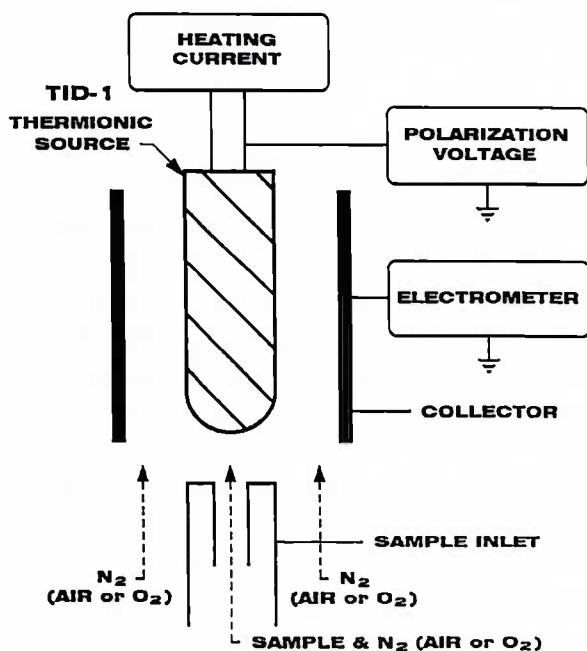 HEATING
CURRENT
TID-1
THERMIONIC
SOURCE
POLARIZATION
VOLTAGE
ELECTROMETER
COLLECTOR
SAMPLE INLET
N₂
(AIR or O₂)
N₂
(AIR or O₂)
SAMPLE & N₂ (AIR or O₂)